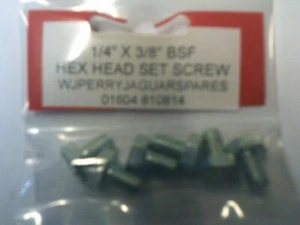 1/4" X 3/8" BSF
HEX HEAD SET SCREW
WJPERRYJAGUARSPARES
01604 810814